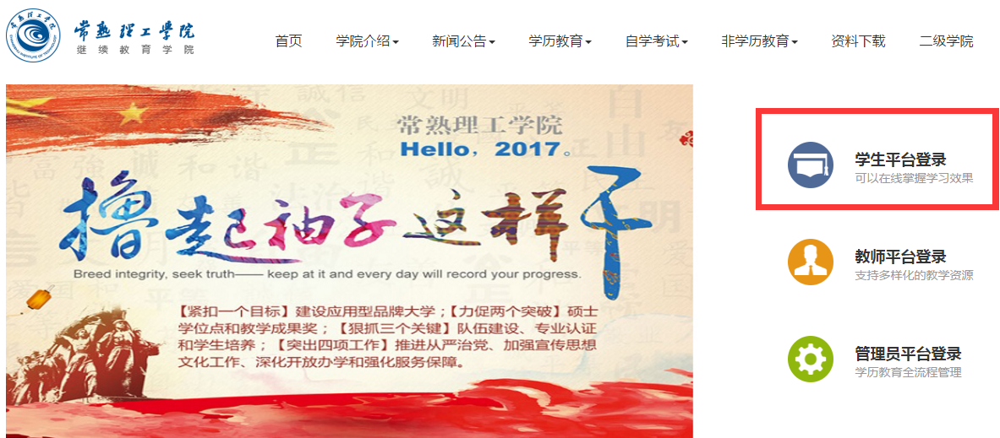 常熟理工学院
继续教育学院
首页 学院介绍 新闻公告 学历教育 自学考试 非学历教育 资料下载 二级学院
常熟理工学院
Hello，2017。
撸起袖子这样干
Breed integrity, seek truth—— keep at it and every day will record your progress.
【紧扣一个目标】建设应用型品牌大学；【力促两个突破】硕士
学位点和教学成果奖；【狠抓三个关键】队伍建设、专业认证
和学生培养；【突出四项工作】推进从严治党、加强宣传思想
文化工作、深化开放办学和强化服务保障。
学生平台登录
可以在线掌握学习效果
教师平台登录
支持多样化的教学资源
管理员平台登录
学历教育全流程管理